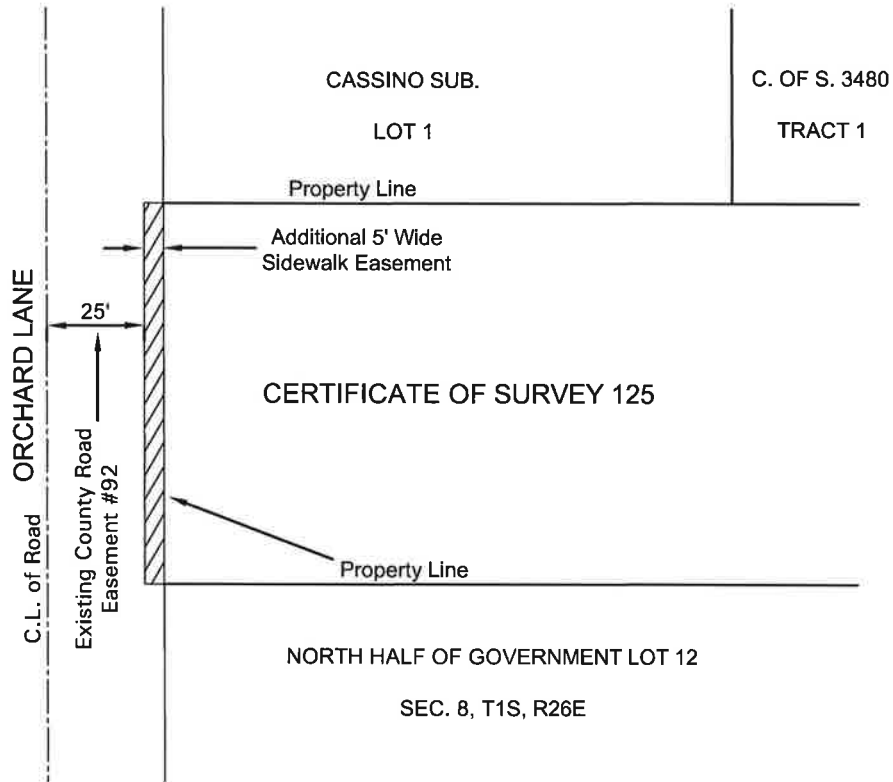 CASSINO SUB.
LOT 1
C. OF S. 3480
TRACT 1
Property Line
Additional 5' Wide
Sidewalk Easement
25'
ORCHARD LANE
C.L. of Road
Existing County Road
Easement #92
CERTIFICATE OF SURVEY 125
Property Line
NORTH HALF OF GOVERNMENT LOT 12
SEC. 8, T1S, R26E